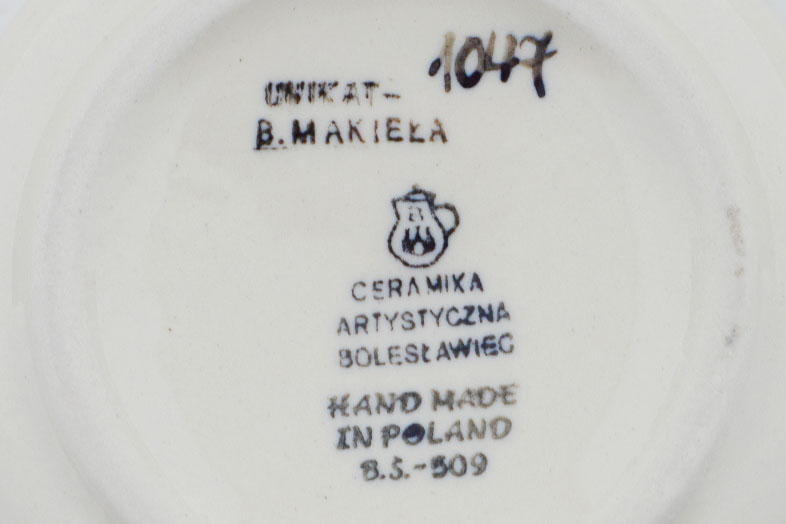 1047
UNIKAT-
B. MAKIEŁA
B
CERAMIKA
ARTYSTYCZNA
BOLESŁAWIEC
HAND MADE
IN POLAND
B.S.-509